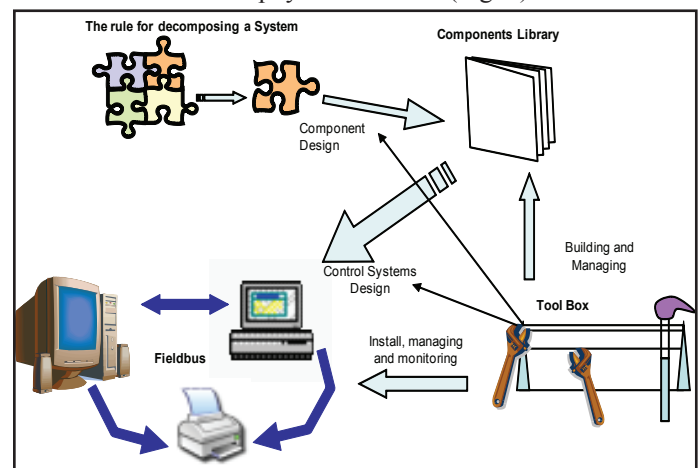 The rule for decomposing a System
Components Library
Component
Design
Building and
Managing
Control Systems
Design
Tool Box
Install, managing
and monitoring
Fieldbus